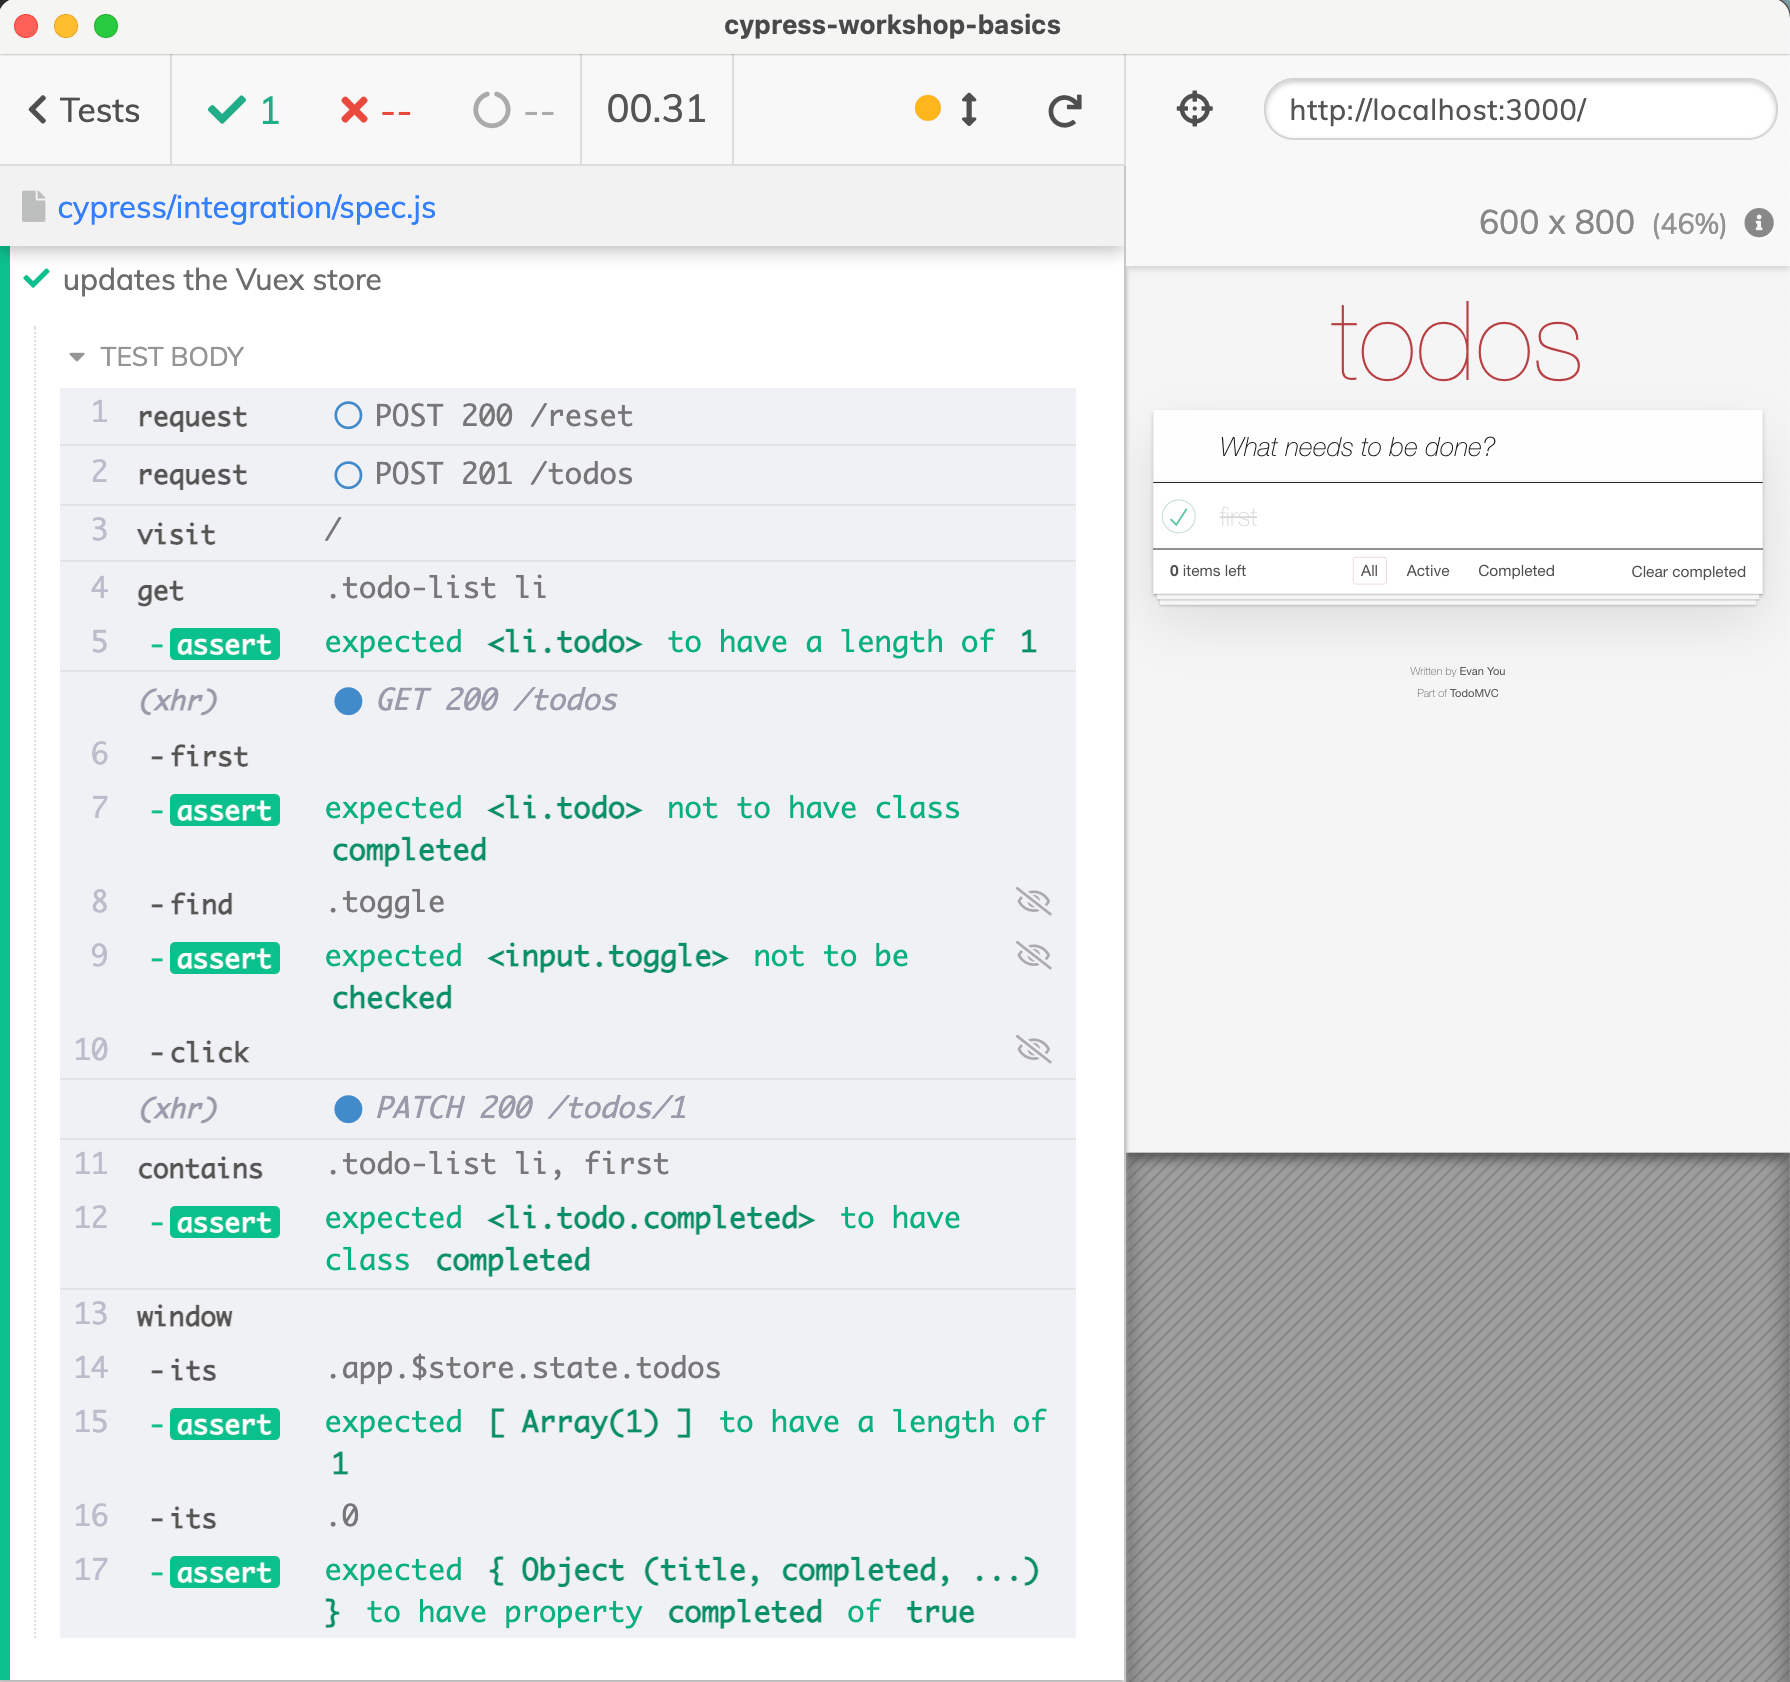 cypress-workshop-basics
Tests
1
--
--
00.31
http://localhost:3000/
cypress/integration/spec.js
600 x 800 (46%)
updates the Vuex store
TEST BODY
1 request POST 200 /reset
2 request POST 201 /todos
3 visit /
4 get .todo-list li
5 -assert expected <li.todo> to have a length of 1
(xhr) GET 200 /todos
6 -first
7 -assert expected <li.todo> not to have class
completed
8 -find .toggle
9 -assert expected <input.toggle> not to be
checked
10 -click
(xhr) PATCH 200 /todos/1
11 contains .todo-list li, first
12 -assert expected <li.todo.completed> to have
class completed
13 window
14 -its .app.$store.state.todos
15 -assert expected [ Array(1) ] to have a length of
1
16 -its .0
17 -assert expected { Object (title, completed, ...)
} to have property completed of true
todos
What needs to be done?
first
0 items left All Active Completed Clear completed
Written by Evan You
Part of TodoMVC